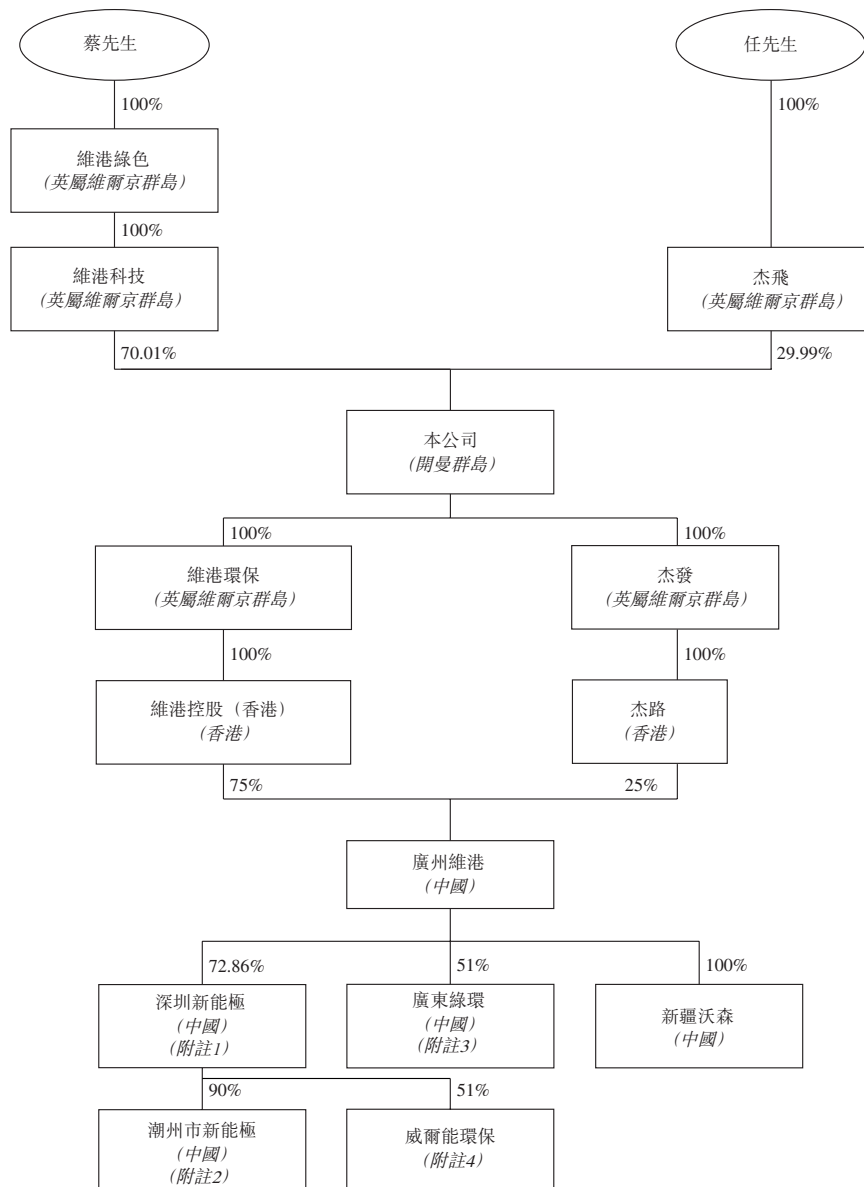 蔡先生
任先生
100%
100%
維港綠色
(英屬維爾京群島)
100%
維港科技
(英屬維爾京群島)
杰飛
(英屬維爾京群島)
70.01%
29.99%
本公司
(開曼群島)
100%
100%
維港環保
(英屬維爾京群島)
杰發
(英屬維爾京群島)
100%
100%
維港控股（香港）
(香港)
杰路
(香港)
75%
25%
廣州維港
(中國)
72.86%
51%
100%
深圳新能極
(中國)
(附註1)
廣東綠環
(中國)
(附註3)
新疆沃森
(中國)
90%
51%
潮州市新能極
(中國)
(附註2)
威爾能環保
(附註4)